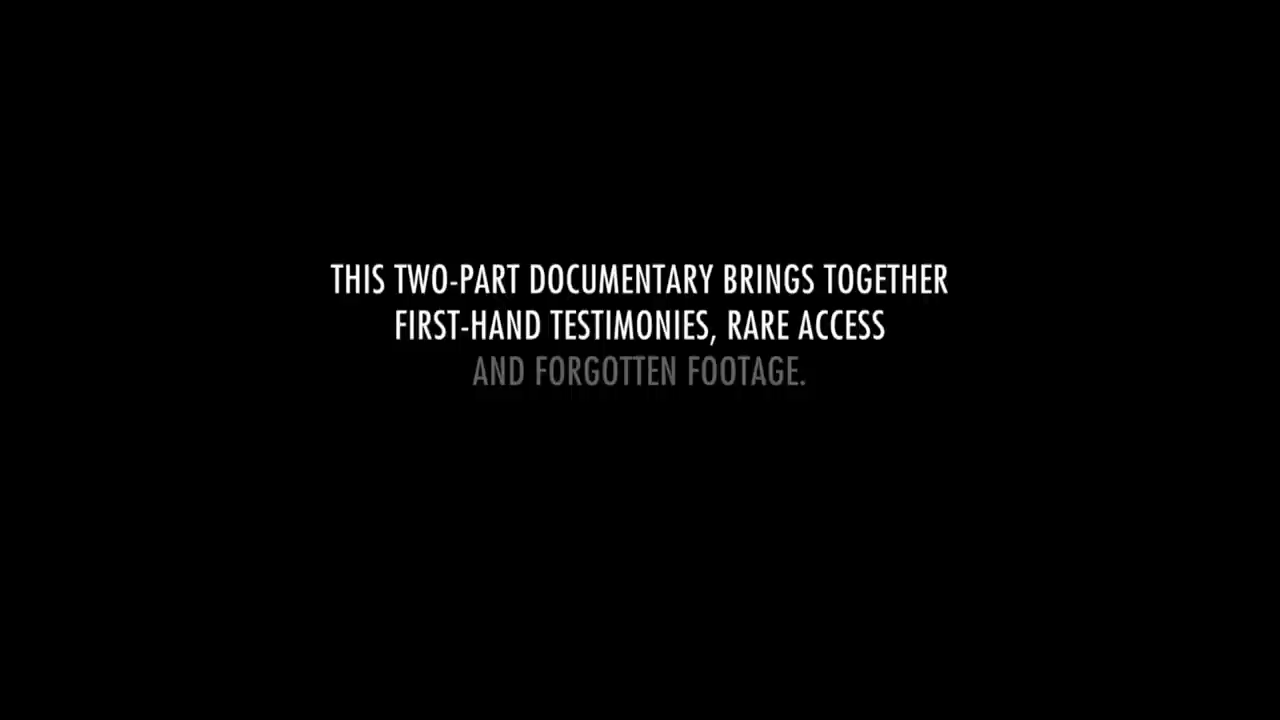 THIS TWO-PART DOCUMENTARY BRINGS TOGETHER
FIRST-HAND TESTIMONIES, RARE ACCESS
AND FORGOTTEN FOOTAGE.